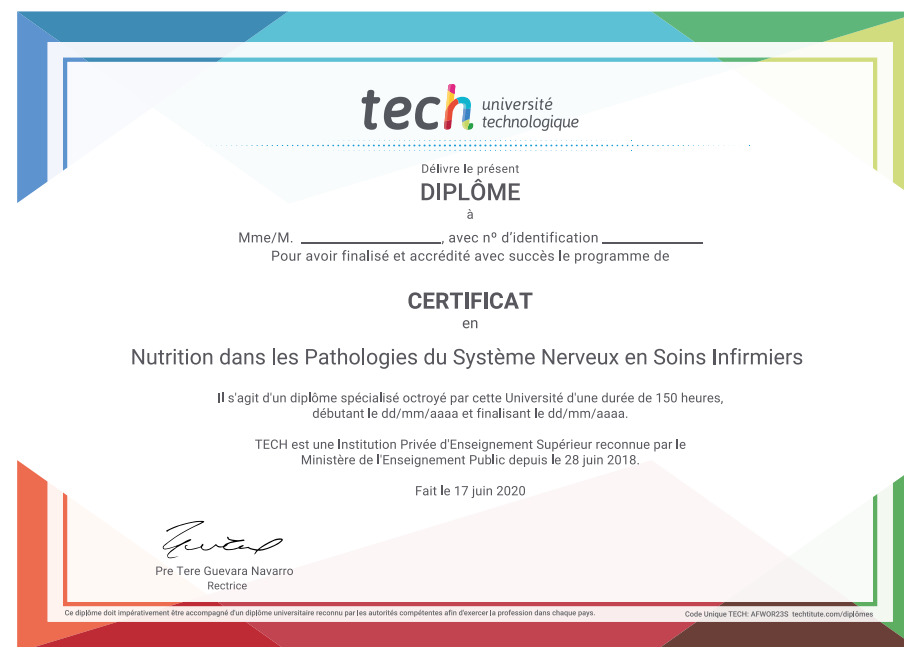 tech université
technologique
Délivre le présent
DIPLÔME
à
Mme/M. ____________________, avec nº d'identification ______________
Pour avoir finalisé et accrédité avec succès le programme de
CERTIFICAT
en
Nutrition dans les Pathologies du Système Nerveux en Soins Infirmiers
Il s'agit d'un diplôme spécialisé octroyé par cette Université d'une durée de 150 heures,
débutant le dd/mm/aaaa et finalisant le dd/mm/aaaa.
TECH est une Institution Privée d'Enseignement Supérieur reconnue par le
Ministère de l'Enseignement Public depuis le 28 juin 2018.
Fait le 17 juin 2020
Pre Tere Guevara Navarro
Rectrice
Ce diplôme doit impérativement être accompagné d'un diplôme universitaire reconnu par les autorités compétentes afin d'exercer la profession dans chaque pays.
Code Unique TECH: AFWOR23S techtitute.com/diplômes